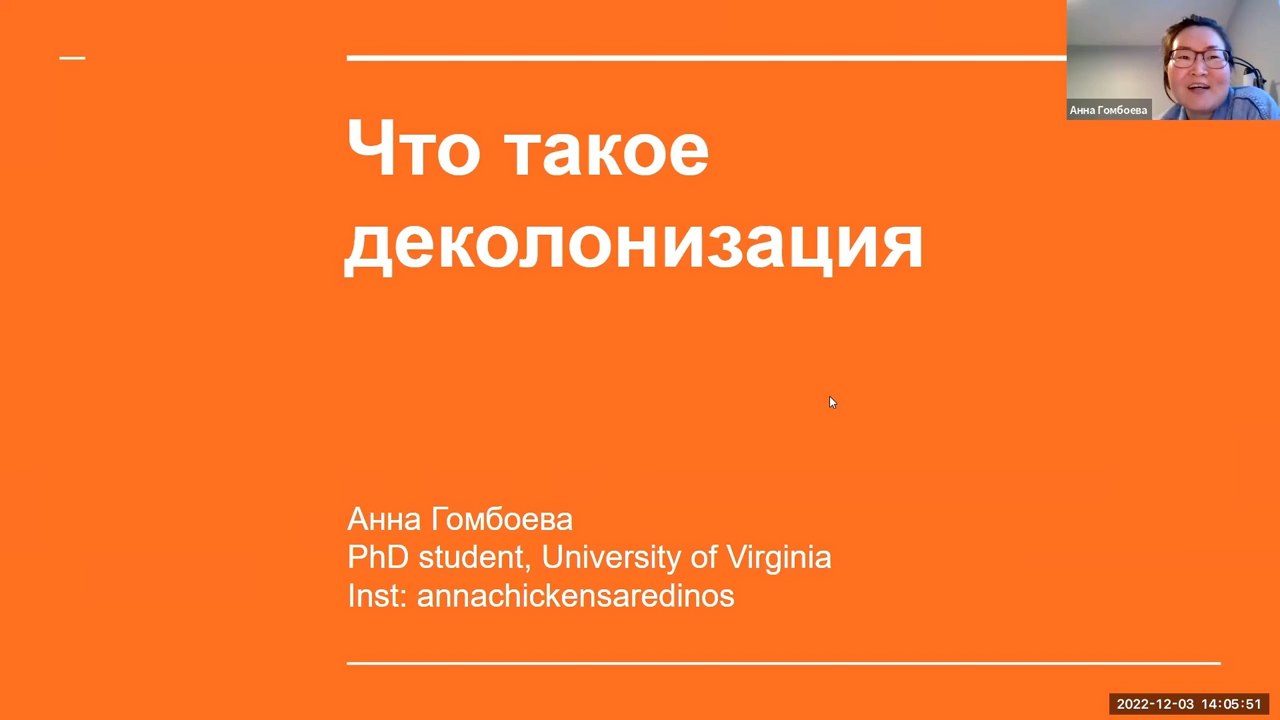 Анна Гомбоева
Что такое
деколонизация
Анна Гомбоева
PhD student, University of Virginia
Inst: annachickensaredinos
2022-12-03 14:05:51